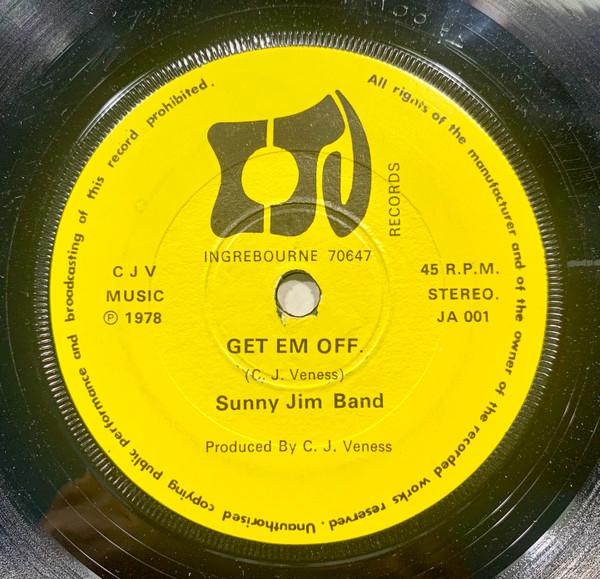 RECORDS
INGREBOURNE 70647
C J V
MUSIC
℗ 1978
45 R.P.M.
STEREO.
JA 001
GET EM OFF.
(C. J. Veness)
Sunny Jim Band
Produced By C. J. Veness
All rights of the manufacturer and of the owner of the recorded works reserved. Unauthorised copying public performance and broadcasting of this record prohibited.